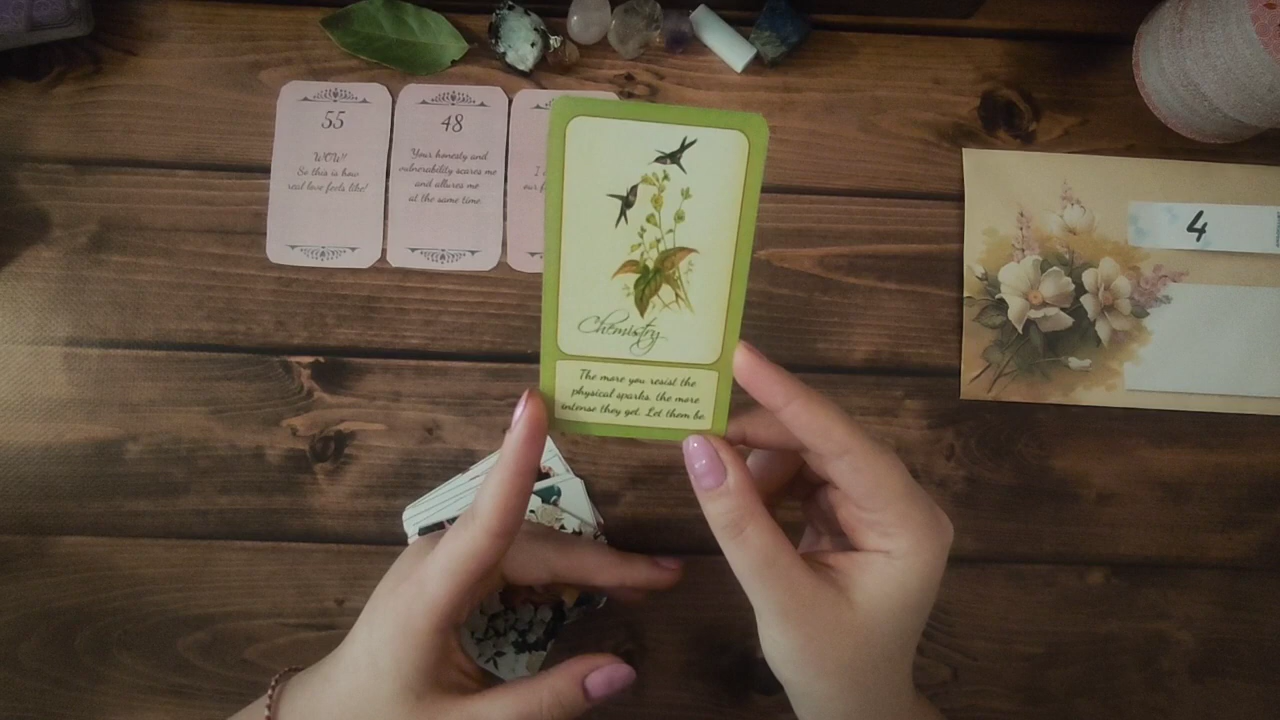 55
WOW!
So this is how
real love feels like!
48
Your honesty and
vulnerability scares me
and allures me
at the same time.
I
our
Chemistry
The more you resist the
physical sparks, the more
intense they get. Let them be.
4